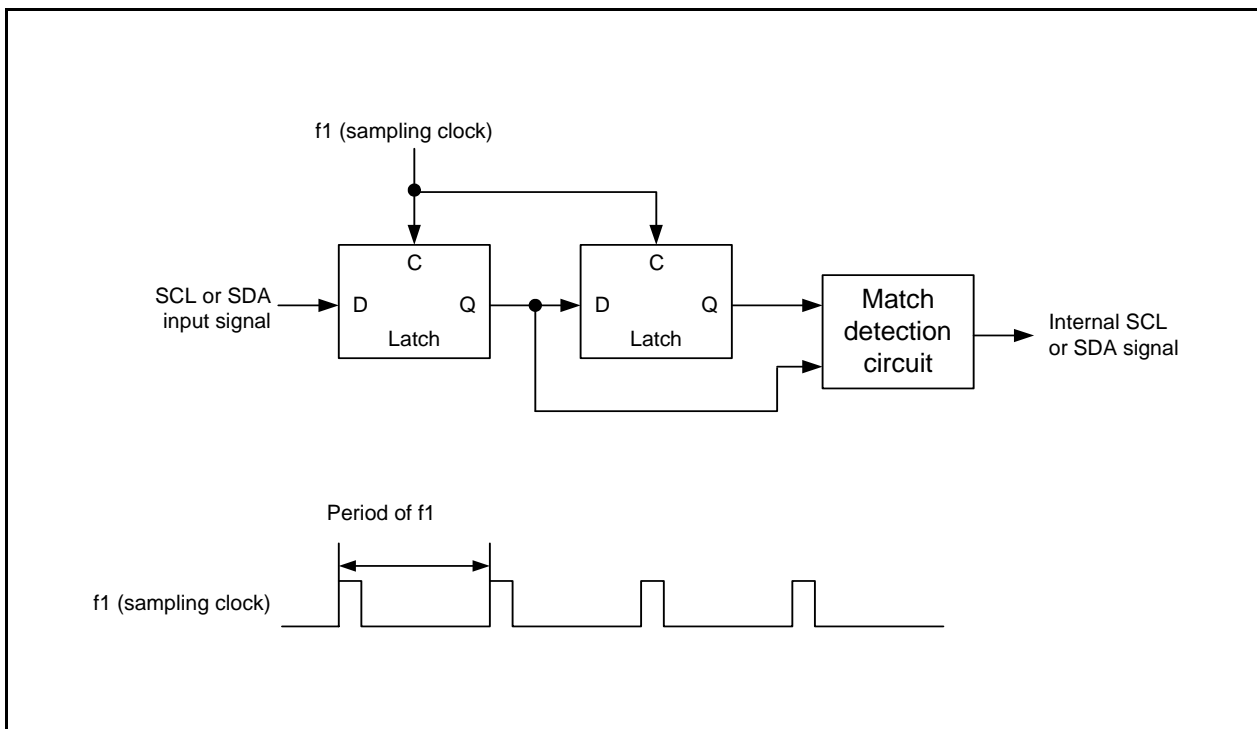 f1 (sampling clock)
C
C
SCL or SDA
input signal
D
Q
Latch
D
Q
Latch
Match
detection
circuit
Internal SCL
or SDA signal
Period of f1
f1 (sampling clock)